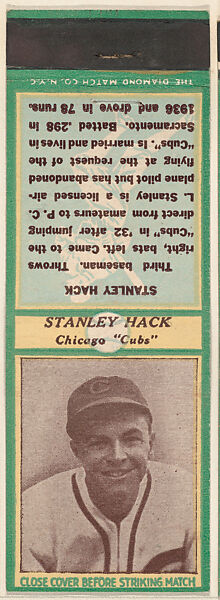 THE DIAMOND MATCH CO. N.Y.C.
STANLEY HACK
Third baseman. Throws
right, bats left. Came to the
"Cubs" in '32 after jumping
direct from amateurs to P. C.
L. Stanley is a licensed air-
plane pilot but has abandoned
flying at the request of the
"Cubs". Is married and lives in
Sacramento. Batted .298 in
1936 and drove in 78 runs.
STANLEY HACK
Chicago "Cubs"
CLOSE COVER BEFORE STRIKING MATCH